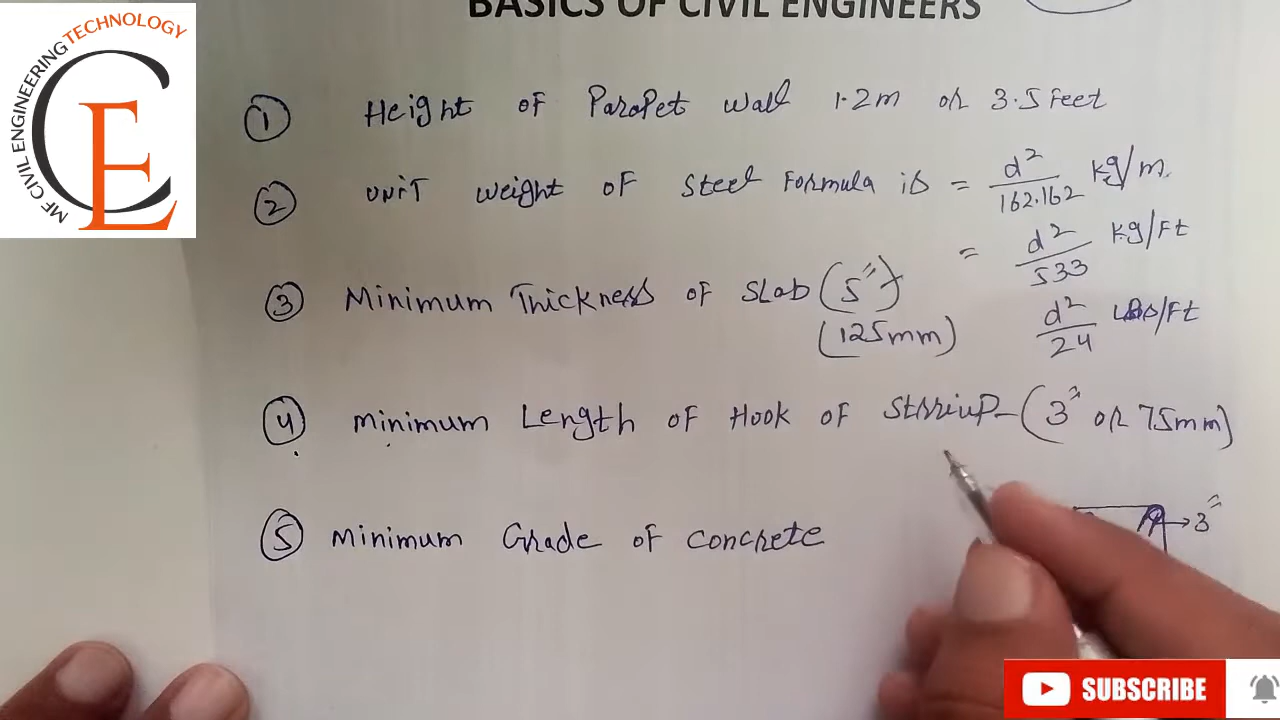 BASICS OF CIVIL ENGINEERS
MF CIVIL ENGINEERING TECHNOLOGY
CE
① Height of Parapet wall 1.2m or 3.5 Feet
② Unit weight of Steel Formula is = d²/162.162 kg/m.
= d²/533 kg/Ft
③ Minimum Thickness of Slab (5")
(125mm)
d²/24 Lbs/Ft
④ Minimum Length of Hook of Strriup- (3" or 75mm)
→3"
⑤ Minimum Grade of concrete
SUBSCRIBE